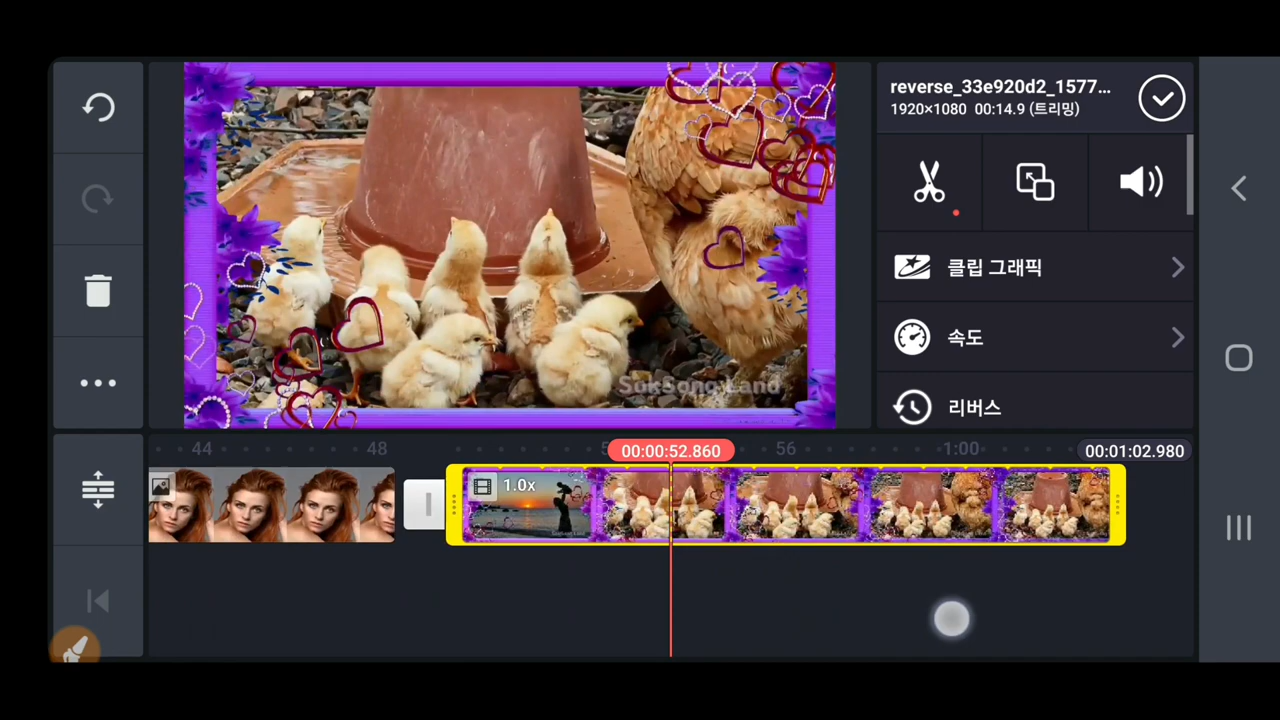 reverse_33e920d2_1577...
1920×1080 00:14.9 (트리밍)
클립 그래픽
속도
리버스
SokSong Land
44
48
00:00:52.860
56
1:00
00:01:02.980
1.0x